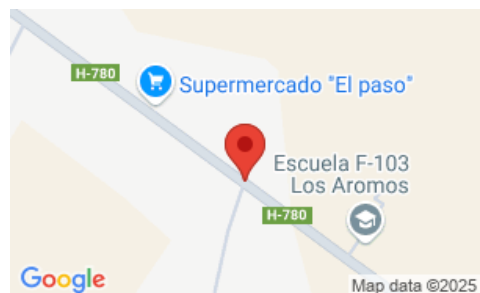 H-780
Supermercado "El paso"
Escuela F-103
Los Aromos
H-780
Google
Map data ©2025